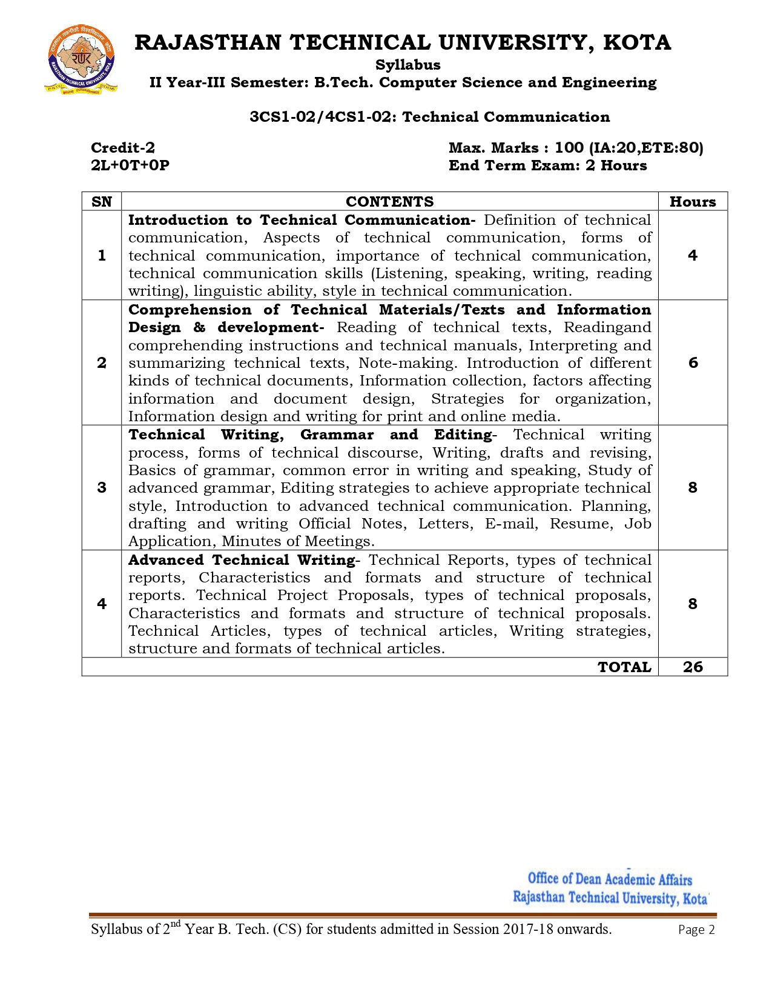 राजस्थान तकनीकी विश्वविद्यालय, कोटा
RTUK
RAJASTHAN TECHNICAL UNIVERSITY, KOTA
ESTD. 2006
RAJASTHAN TECHNICAL UNIVERSITY, KOTA
Syllabus
II Year-III Semester: B.Tech. Computer Science and Engineering
3CS1-02/4CS1-02: Technical Communication
Credit-2 Max. Marks : 100 (IA:20,ETE:80)
2L+0T+0P End Term Exam: 2 Hours
SN CONTENTS Hours
Introduction to Technical Communication- Definition of technical
communication, Aspects of technical communication, forms of
1 technical communication, importance of technical communication, 4
technical communication skills (Listening, speaking, writing, reading
writing), linguistic ability, style in technical communication.
Comprehension of Technical Materials/Texts and Information
Design & development- Reading of technical texts, Readingand
comprehending instructions and technical manuals, Interpreting and
2 summarizing technical texts, Note-making. Introduction of different 6
kinds of technical documents, Information collection, factors affecting
information and document design, Strategies for organization,
Information design and writing for print and online media.
Technical Writing, Grammar and Editing- Technical writing
process, forms of technical discourse, Writing, drafts and revising,
Basics of grammar, common error in writing and speaking, Study of
3 advanced grammar, Editing strategies to achieve appropriate technical 8
style, Introduction to advanced technical communication. Planning,
drafting and writing Official Notes, Letters, E-mail, Resume, Job
Application, Minutes of Meetings.
Advanced Technical Writing- Technical Reports, types of technical
reports, Characteristics and formats and structure of technical
reports. Technical Project Proposals, types of technical proposals,
4 Characteristics and formats and structure of technical proposals. 8
Technical Articles, types of technical articles, Writing strategies,
structure and formats of technical articles.
TOTAL 26
Office of Dean Academic Affairs
Rajasthan Technical University, Kota
Syllabus of 2nd Year B. Tech. (CS) for students admitted in Session 2017-18 onwards. Page 2